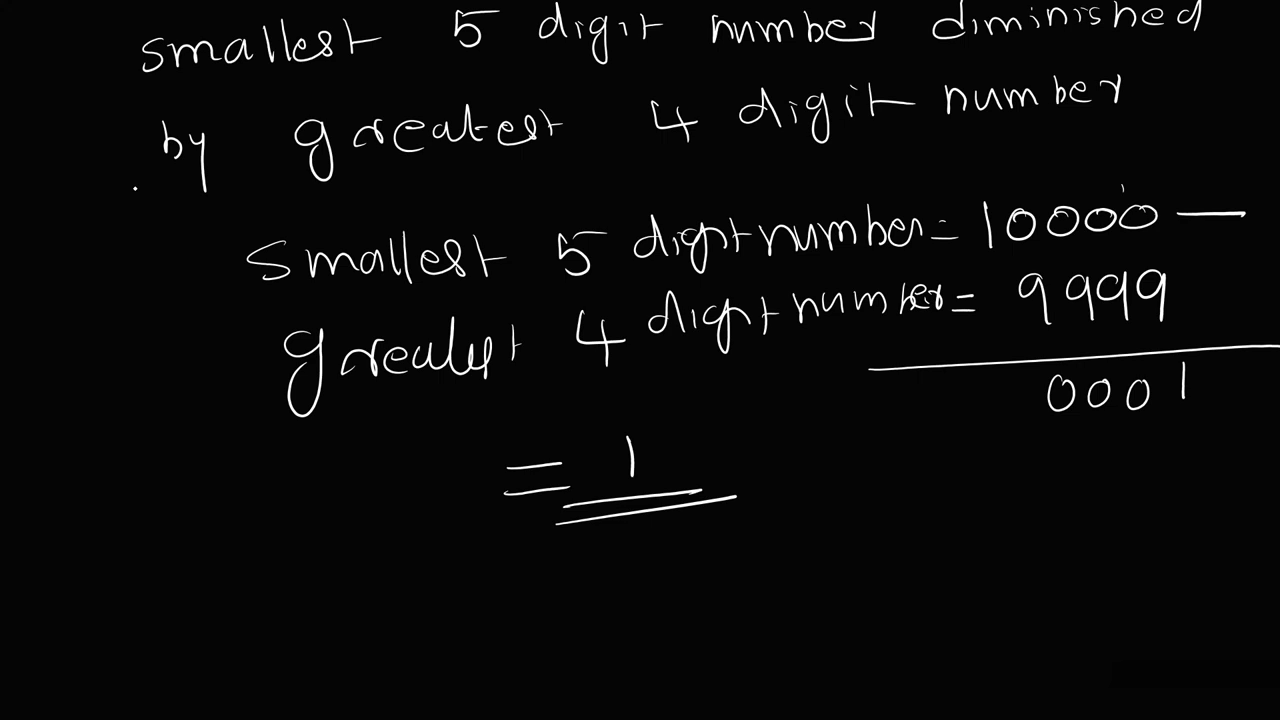 smallest 5 digit number diminished
by greatest 4 digit number
smallest 5 digit number = 10000 —
greatest 4 digit number = 9999
0001
= 1